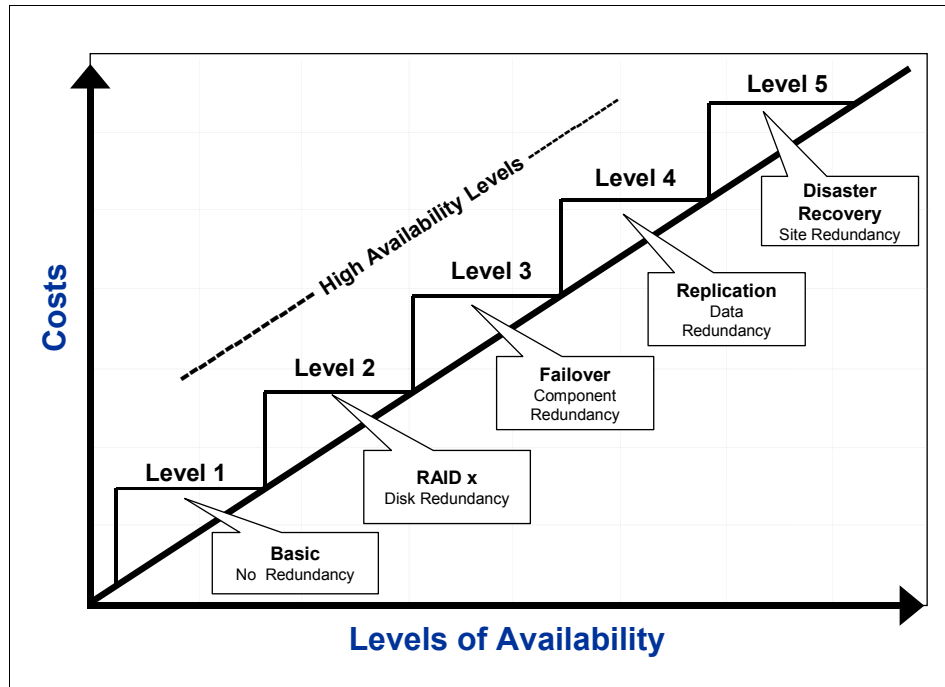 Level 5
Disaster
Recovery
Site Redundancy
Level 4
Replication
Data
Redundancy
High Availability Levels
Level 3
Failover
Component
Redundancy
Level 2
RAID x
Disk Redundancy
Level 1
Basic
No Redundancy
Costs
Levels of Availability